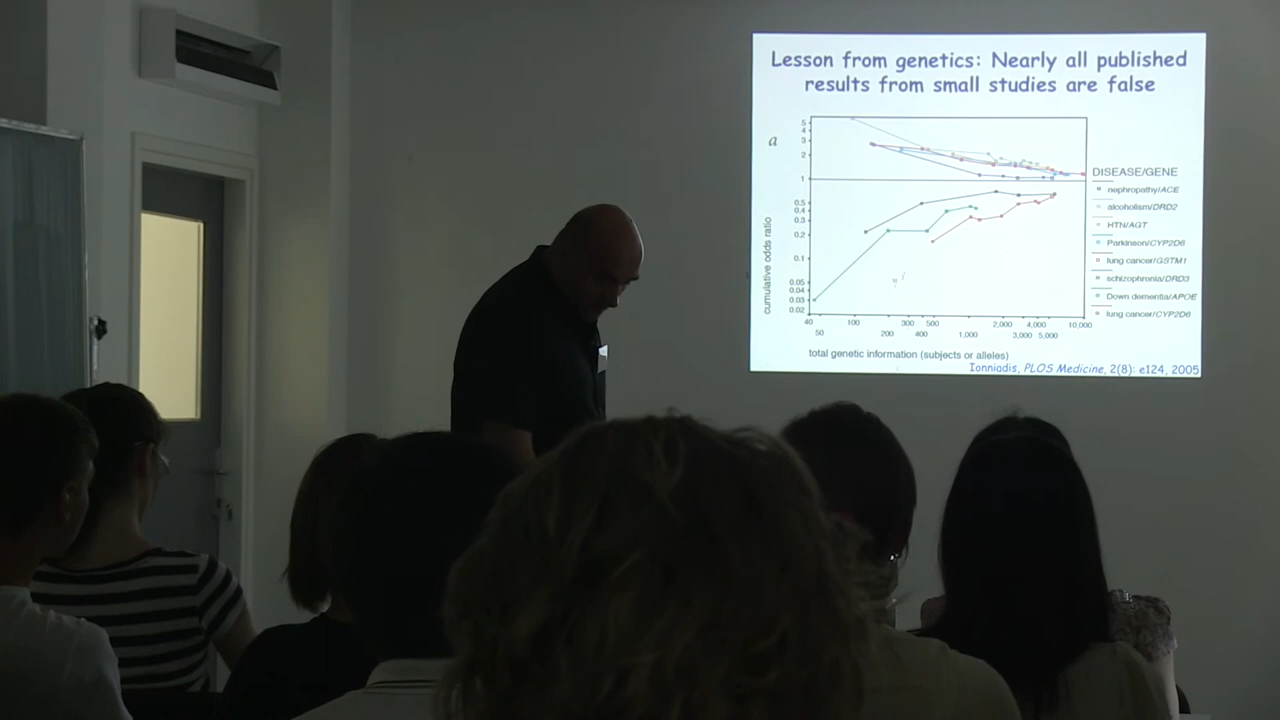 Lesson from genetics: Nearly all published
results from small studies are false
a
5
4
3
2
1
0.5
0.4
0.3
0.2
0.1
0.05
0.04
0.03
0.02
cumulative odds ratio
40 100 300 500 2,000 4,000 10,000
50 200 400 1,000 3,000 5,000
total genetic information (subjects or alleles)
DISEASE/GENE
nephropathy/ACE
alcoholism/DRD2
HTN/AGT
Parkinson/CYP2D6
lung cancer/GSTM1
schizophrenia/DRD3
Down dementia/APOE
lung cancer/CYP2D6
Ionniadis, PLOS Medicine, 2(8): e124, 2005